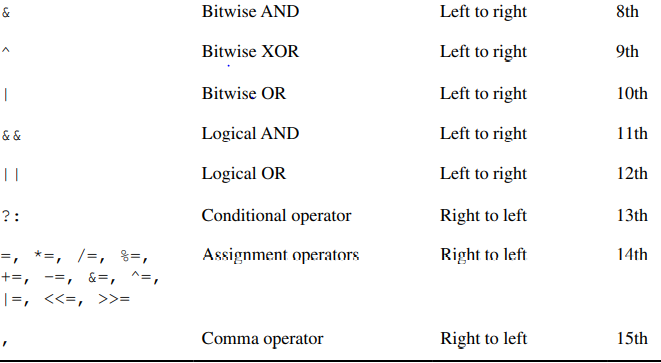 & Bitwise AND Left to right 8th
^ Bitwise XOR Left to right 9th
| Bitwise OR Left to right 10th
&& Logical AND Left to right 11th
|| Logical OR Left to right 12th
?: Conditional operator Right to left 13th
=, *=, /=, %=, Assignment operators Right to left 14th
+=, -=, &=, ^=,
|=, <<=, >>=
, Comma operator Right to left 15th